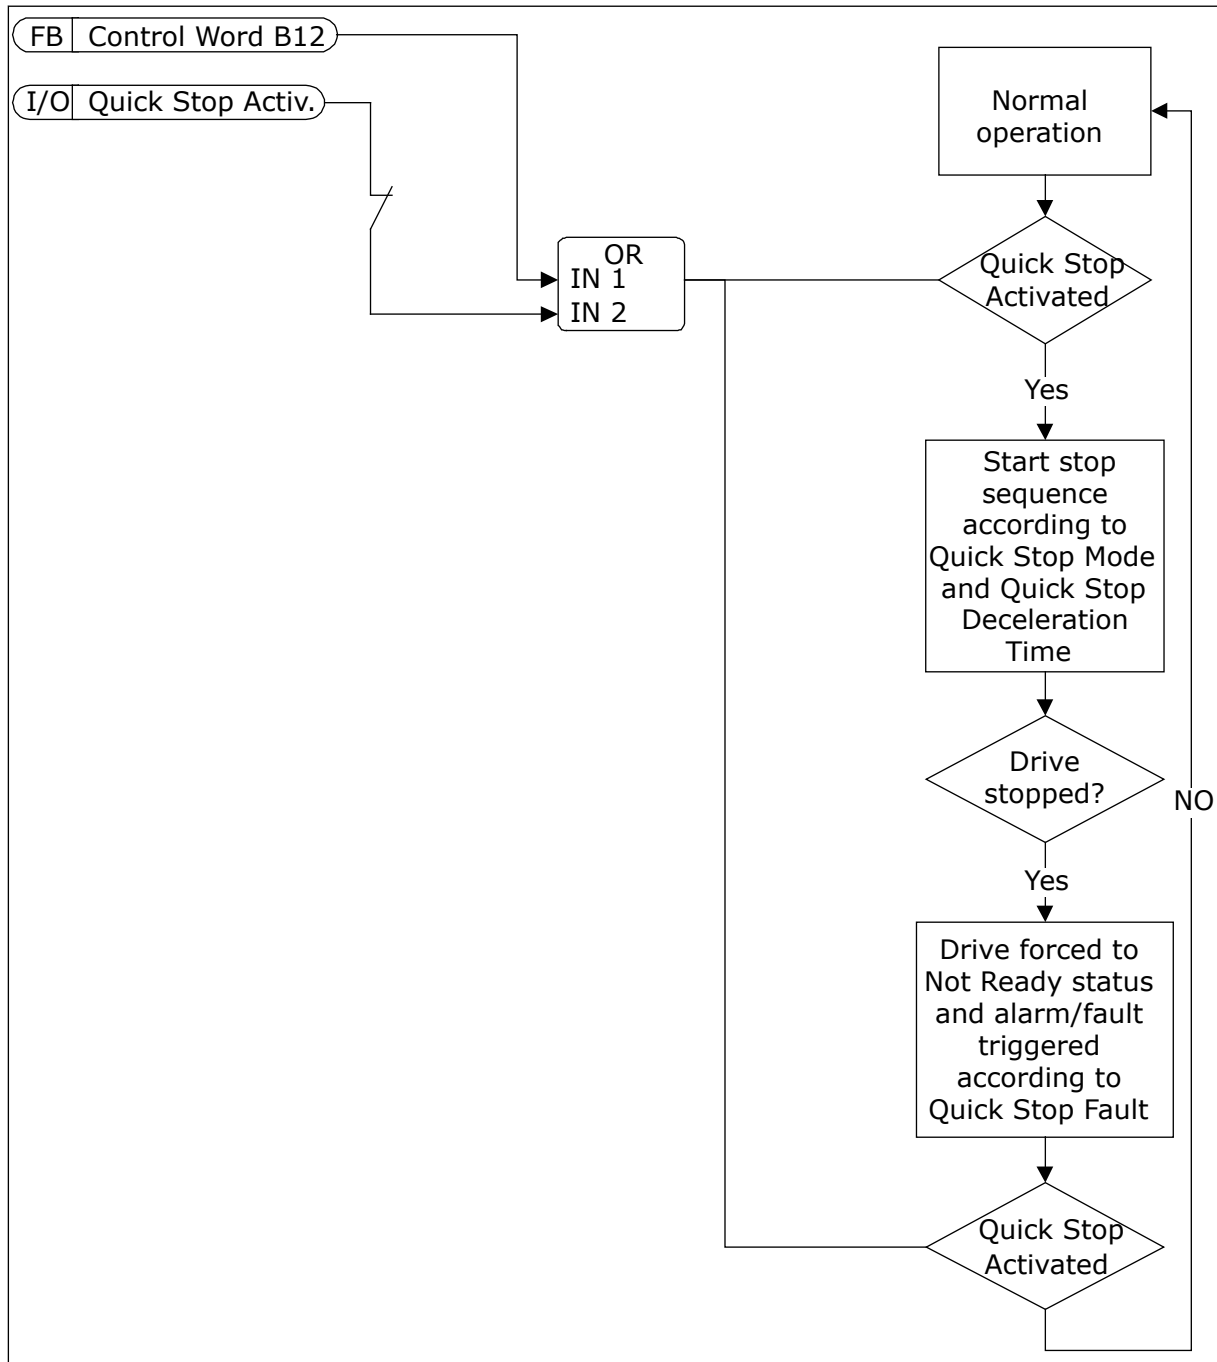 FB Control Word B12
I/O Quick Stop Activ.
OR
IN 1
IN 2
Normal
operation
Quick Stop
Activated
Yes
Start stop
sequence
according to
Quick Stop Mode
and Quick Stop
Deceleration
Time
Drive
stopped?
NO
Yes
Drive forced to
Not Ready status
and alarm/fault
triggered
according to
Quick Stop Fault
Quick Stop
Activated